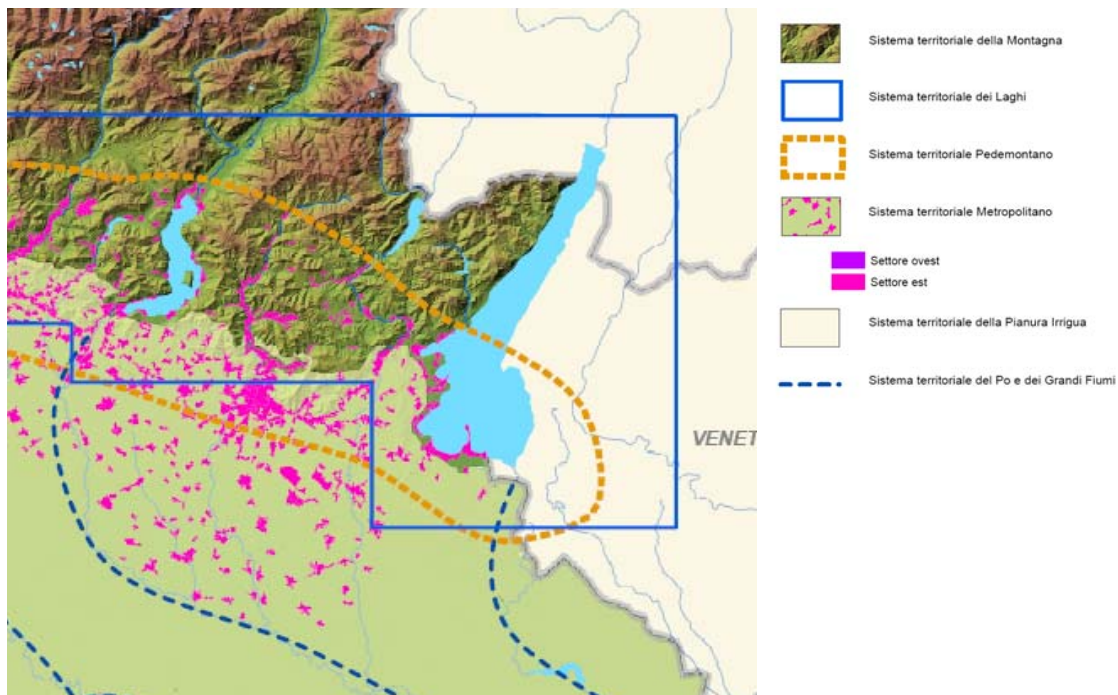 Sistema territoriale della Montagna
Sistema territoriale dei Laghi
Sistema territoriale Pedemontano
Sistema territoriale Metropolitano
Settore ovest
Settore est
Sistema territoriale della Pianura Irrigua
Sistema territoriale del Po e dei Grandi Fiumi
VENET